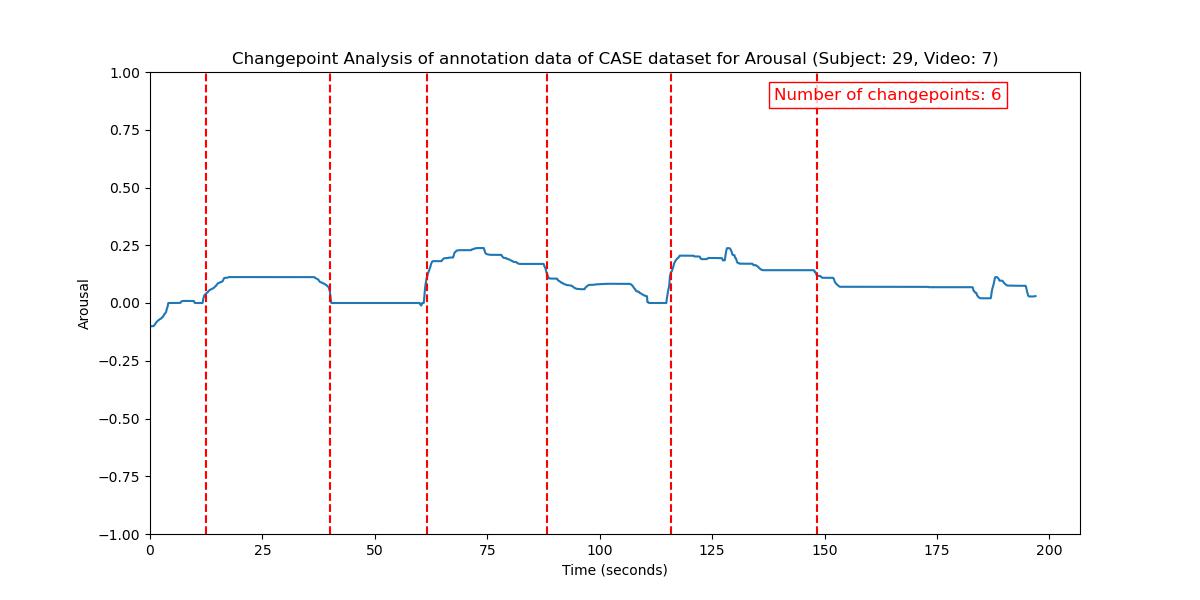 Changepoint Analysis of annotation data of CASE dataset for Arousal (Subject: 29, Video: 7)
Number of changepoints: 6
1.00
0.75
0.50
0.25
0.00
−0.25
−0.50
−0.75
−1.00
Arousal
0 25 50 75 100 125 150 175 200
Time (seconds)